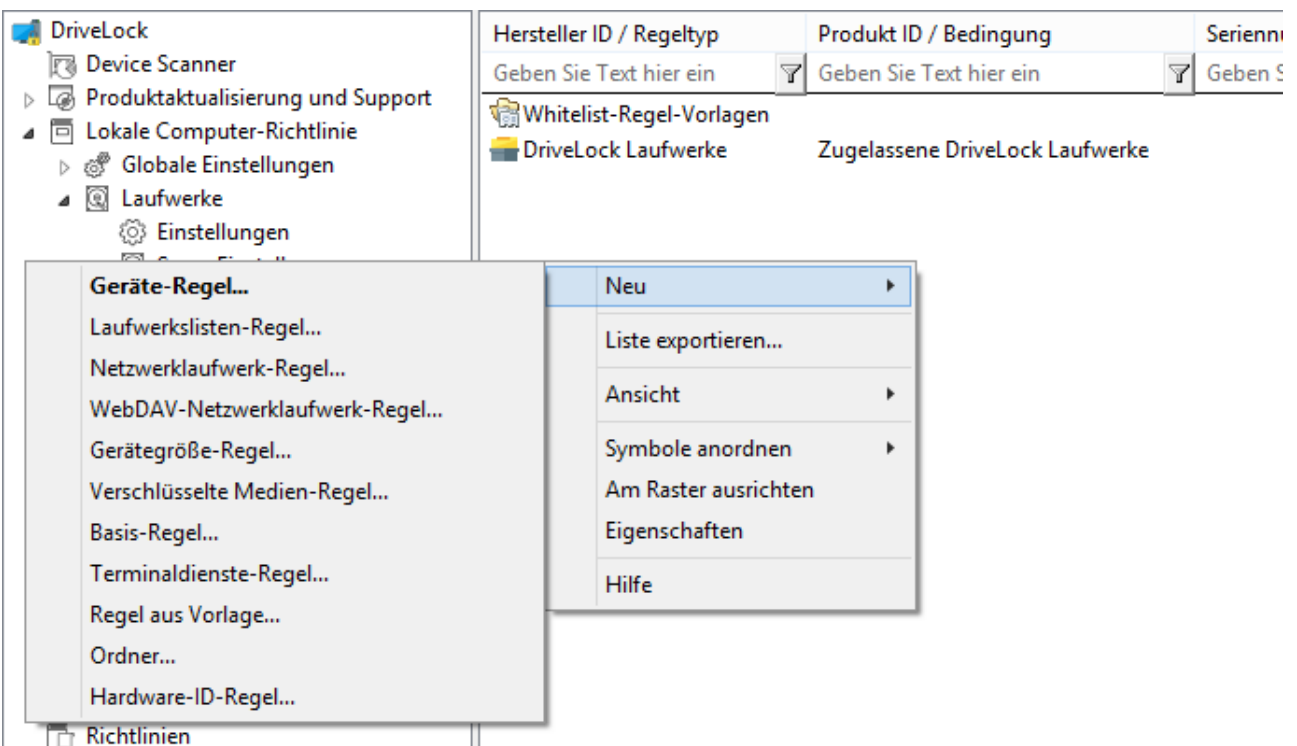 DriveLock
Device Scanner
Produktaktualisierung und Support
Lokale Computer-Richtlinie
Globale Einstellungen
Laufwerke
Einstellungen
Hersteller ID / Regeltyp Produkt ID / Bedingung
Geben Sie Text hier ein Geben Sie Text hier ein Geben
Whitelist-Regel-Vorlagen
DriveLock Laufwerke Zugelassene DriveLock Laufwerke
Geräte-Regel...
Laufwerkslisten-Regel...
Netzwerklaufwerk-Regel...
WebDAV-Netzwerklaufwerk-Regel...
Gerätegröße-Regel...
Verschlüsselte Medien-Regel...
Basis-Regel...
Terminaldienste-Regel...
Regel aus Vorlage...
Ordner...
Hardware-ID-Regel...
Neu
Liste exportieren...
Ansicht
Symbole anordnen
Am Raster ausrichten
Eigenschaften
Hilfe
Richtlinien